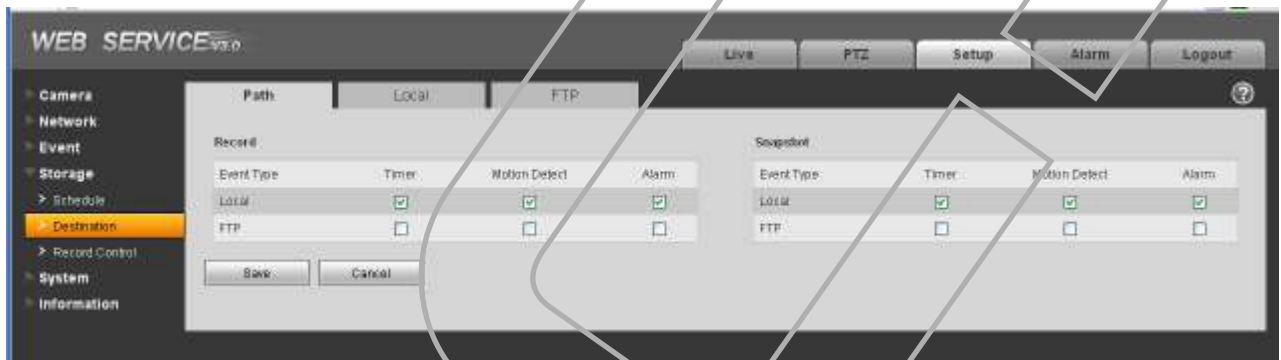 WEB SERVICE V3.0
Live PTZ Setup Alarm Logout
Camera
Network
Event
Storage
> Schedule
> Destination
> Record Control
System
Information
Path Local FTP
?
Record
Event Type Timer Motion Detect Alarm
Local
FTP
Save Cancel
Snapshot
Event Type Timer Motion Detect Alarm
Local
FTP